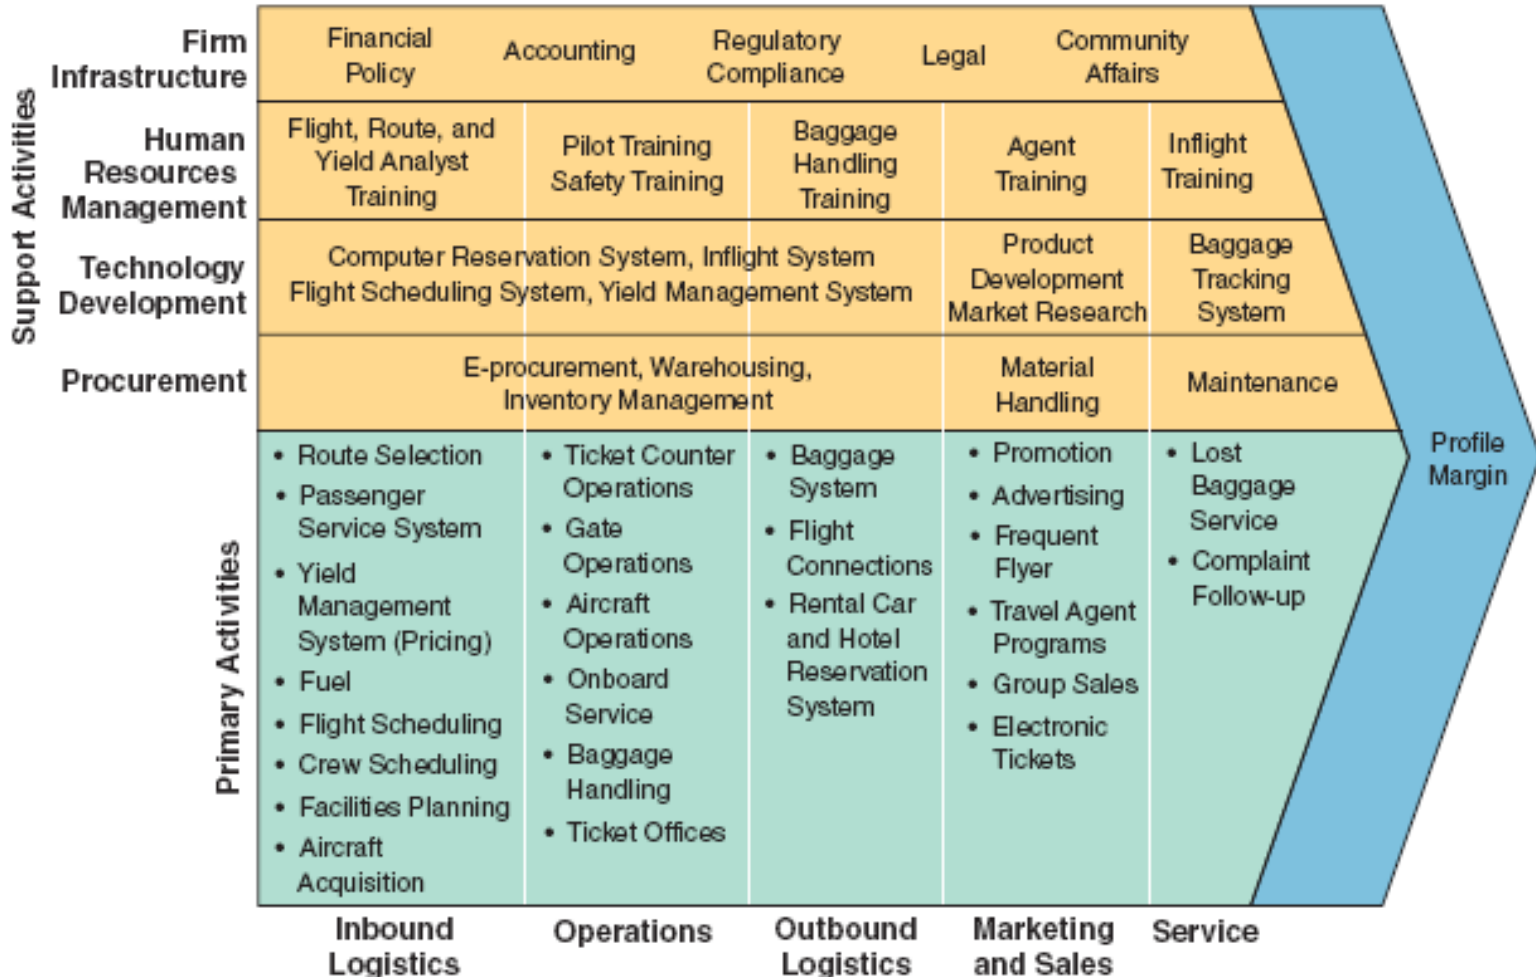 Support Activities
Firm
Infrastructure
Financial
Policy
Accounting
Regulatory
Compliance
Legal
Community
Affairs
Human
Resources
Management
Flight, Route, and
Yield Analyst
Training
Pilot Training
Safety Training
Baggage
Handling
Training
Agent
Training
Inflight
Training
Technology
Development
Computer Reservation System, Inflight System
Flight Scheduling System, Yield Management System
Product
Development
Market Research
Baggage
Tracking
System
Procurement
E-procurement, Warehousing,
Inventory Management
Material
Handling
Maintenance
Primary Activities
• Route Selection
• Passenger
Service System
• Yield
Management
System (Pricing)
• Fuel
• Flight Scheduling
• Crew Scheduling
• Facilities Planning
• Aircraft
Acquisition
• Ticket Counter
Operations
• Gate
Operations
• Aircraft
Operations
• Onboard
Service
• Baggage
Handling
• Ticket Offices
• Baggage
System
• Flight
Connections
• Rental Car
and Hotel
Reservation
System
• Promotion
• Advertising
• Frequent
Flyer
• Travel Agent
Programs
• Group Sales
• Electronic
Tickets
• Lost
Baggage
Service
• Complaint
Follow-up
Profile
Margin
Inbound
Logistics
Operations
Outbound
Logistics
Marketing
and Sales
Service